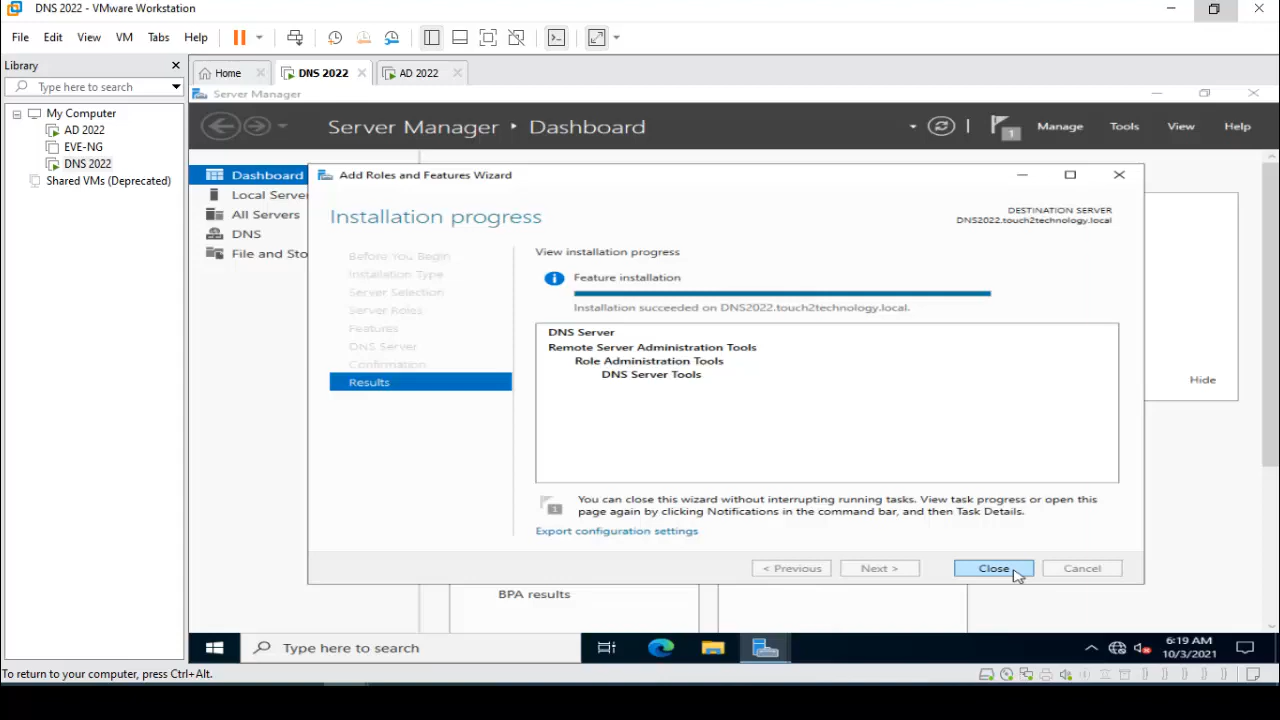 DNS 2022 - VMware Workstation
File Edit View VM Tabs Help
Library
Type here to search
My Computer
AD 2022
EVE-NG
DNS 2022
Shared VMs (Deprecated)
Home
DNS 2022
AD 2022
Server Manager
Server Manager • Dashboard
1
Manage Tools View Help
Dashboard
Local Server
All Servers
DNS
File and Sto
Add Roles and Features Wizard
Installation progress
DESTINATION SERVER
DNS2022.touch2technology.local
Before You Begin
Installation Type
Server Selection
Server Roles
Features
DNS Server
Confirmation
Results
View installation progress
Feature installation
Installation succeeded on DNS2022.touch2technology.local.
DNS Server
Remote Server Administration Tools
Role Administration Tools
DNS Server Tools
1
You can close this wizard without interrupting running tasks. View task progress or open this
page again by clicking Notifications in the command bar, and then Task Details.
Export configuration settings
< Previous Next > Close Cancel
Hide
BPA results
Type here to search
6:19 AM
10/3/2021
To return to your computer, press Ctrl+Alt.